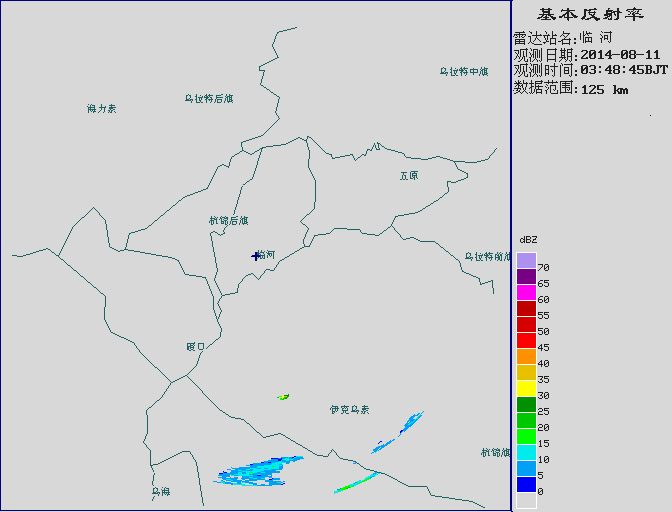 基本反射率
雷达站名:临 河
观测日期:2014-08-11
观测时间:03:48:45BJT
数据范围:125 km
乌拉特中旗
乌拉特后旗
海力素
五原
杭锦后旗
临河
乌拉特前旗
磴口
伊克乌素
杭锦旗
乌海
dBZ
70
65
60
55
50
45
40
35
30
25
20
15
10
5
0